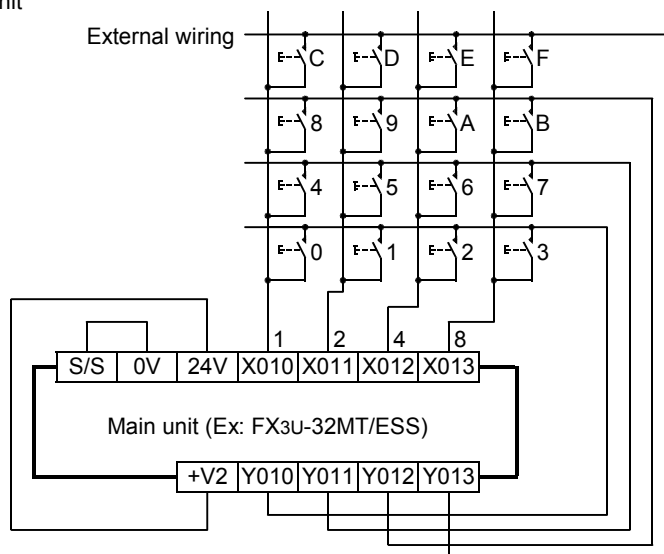 nit
External wiring
C D E F
8 9 A B
4 5 6 7
0 1 2 3
1 2 4 8
S/S 0V 24V X010 X011 X012 X013
Main unit (Ex: FX3U-32MT/ESS)
+V2 Y010 Y011 Y012 Y013